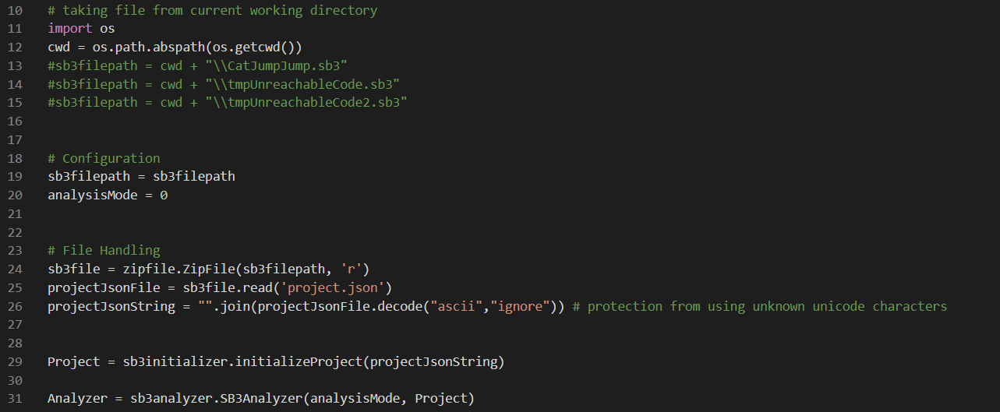 10 # taking file from current working directory
11 import os
12 cwd = os.path.abspath(os.getcwd())
13 #sb3filepath = cwd + "\\CatJumpJump.sb3"
14 #sb3filepath = cwd + "\\tmpUnreachableCode.sb3"
15 #sb3filepath = cwd + "\\tmpUnreachableCode2.sb3"
16
17
18 # Configuration
19 sb3filepath = sb3filepath
20 analysisMode = 0
21
22
23 # File Handling
24 sb3file = zipfile.ZipFile(sb3filepath, 'r')
25 projectJsonFile = sb3file.read('project.json')
26 projectJsonString = "".join(projectJsonFile.decode("ascii","ignore")) # protection from using unknown unicode characters
27
28
29 Project = sb3initializer.initializeProject(projectJsonString)
30
31 Analyzer = sb3analyzer.SB3Analyzer(analysisMode, Project)